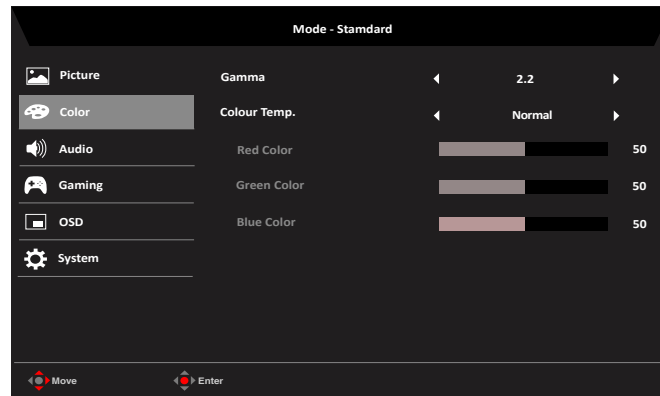 Mode - Stamdard
Picture
Gamma 2.2
Color
Colour Temp. Normal
Audio
Red Color 50
Gaming
Green Color 50
OSD
Blue Color 50
System
Move Enter